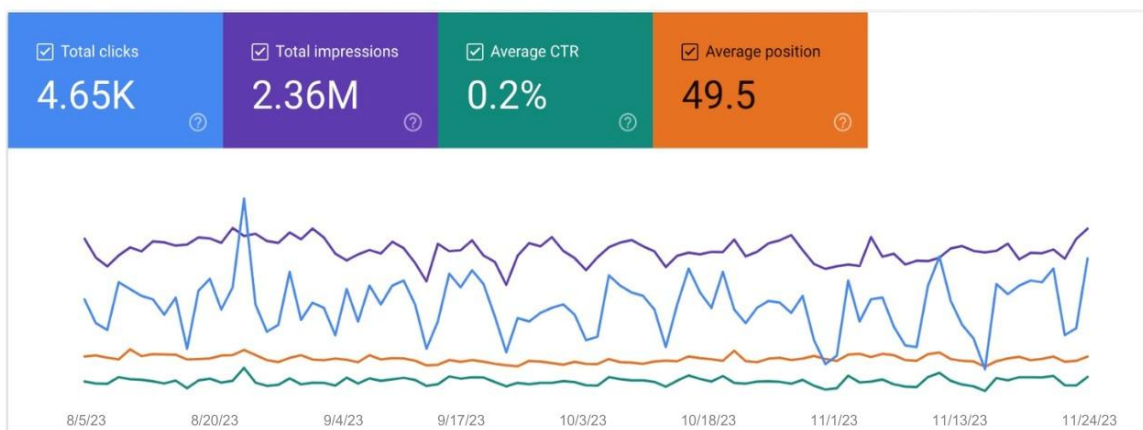 Total clicks
4.65K
Total impressions
2.36M
Average CTR
0.2%
Average position
49.5
8/5/23 8/20/23 9/4/23 9/17/23 10/3/23 10/18/23 11/1/23 11/13/23 11/24/23